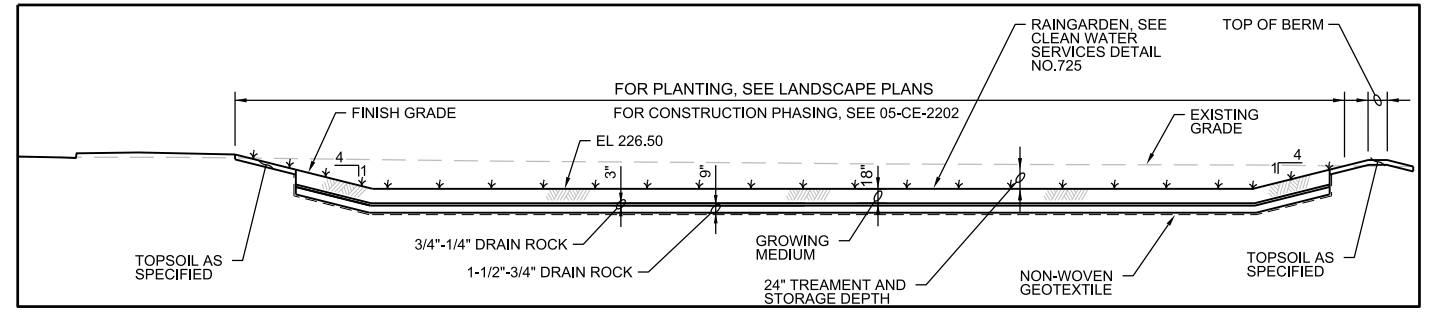 RAINGARDEN, SEE
CLEAN WATER
SERVICES DETAIL
NO.725
TOP OF BERM
FOR PLANTING, SEE LANDSCAPE PLANS
FOR CONSTRUCTION PHASING, SEE 05-CE-2202
FINISH GRADE
EXISTING
GRADE
EL 226.50
4
1
3"
9"
18"
1
4
3/4"-1/4" DRAIN ROCK
1-1/2"-3/4" DRAIN ROCK
GROWING
MEDIUM
24" TREAMENT AND
STORAGE DEPTH
NON-WOVEN
GEOTEXTILE
TOPSOIL AS
SPECIFIED
TOPSOIL AS
SPECIFIED